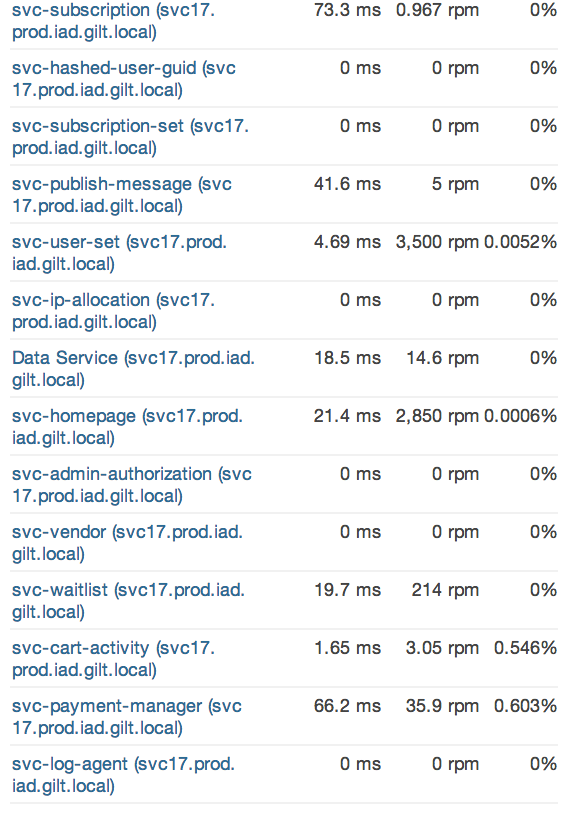 svc-subscription (svc17. 73.3 ms 0.967 rpm 0%
prod.iad.gilt.local)
svc-hashed-user-guid (svc 0 ms 0 rpm 0%
17.prod.iad.gilt.local)
svc-subscription-set (svc17. 0 ms 0 rpm 0%
prod.iad.gilt.local)
svc-publish-message (svc 41.6 ms 5 rpm 0%
17.prod.iad.gilt.local)
svc-user-set (svc17.prod. 4.69 ms 3,500 rpm 0.0052%
iad.gilt.local)
svc-ip-allocation (svc17. 0 ms 0 rpm 0%
prod.iad.gilt.local)
Data Service (svc17.prod.iad. 18.5 ms 14.6 rpm 0%
gilt.local)
svc-homepage (svc17.prod. 21.4 ms 2,850 rpm 0.0006%
iad.gilt.local)
svc-admin-authorization (svc 0 ms 0 rpm 0%
17.prod.iad.gilt.local)
svc-vendor (svc17.prod.iad. 0 ms 0 rpm 0%
gilt.local)
svc-waitlist (svc17.prod.iad. 19.7 ms 214 rpm 0%
gilt.local)
svc-cart-activity (svc17. 1.65 ms 3.05 rpm 0.546%
prod.iad.gilt.local)
svc-payment-manager (svc 66.2 ms 35.9 rpm 0.603%
17.prod.iad.gilt.local)
svc-log-agent (svc17.prod. 0 ms 0 rpm 0%
iad.gilt.local)